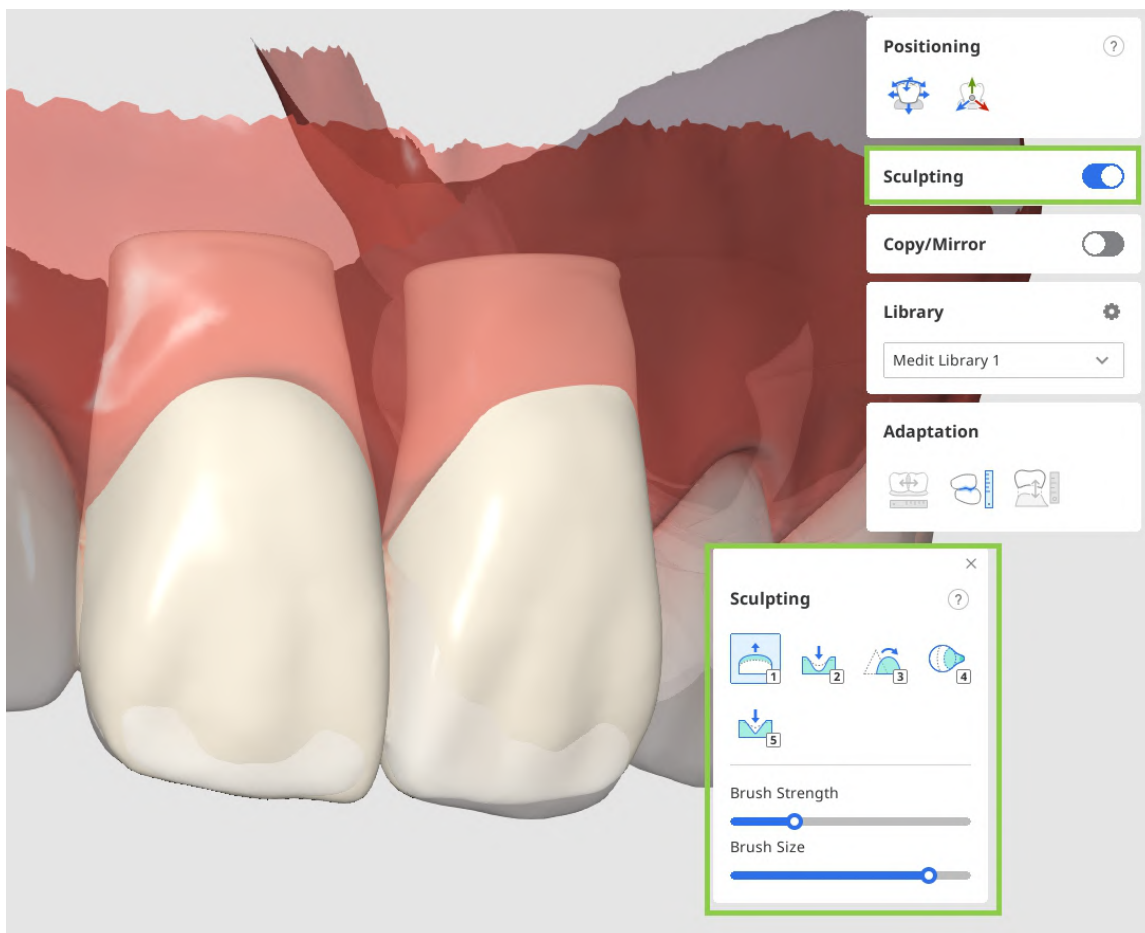 Positioning
?
Sculpting
Copy/Mirror
Library
Medit Library 1
Adaptation
Sculpting
?
1
2
3
4
5
Brush Strength
Brush Size